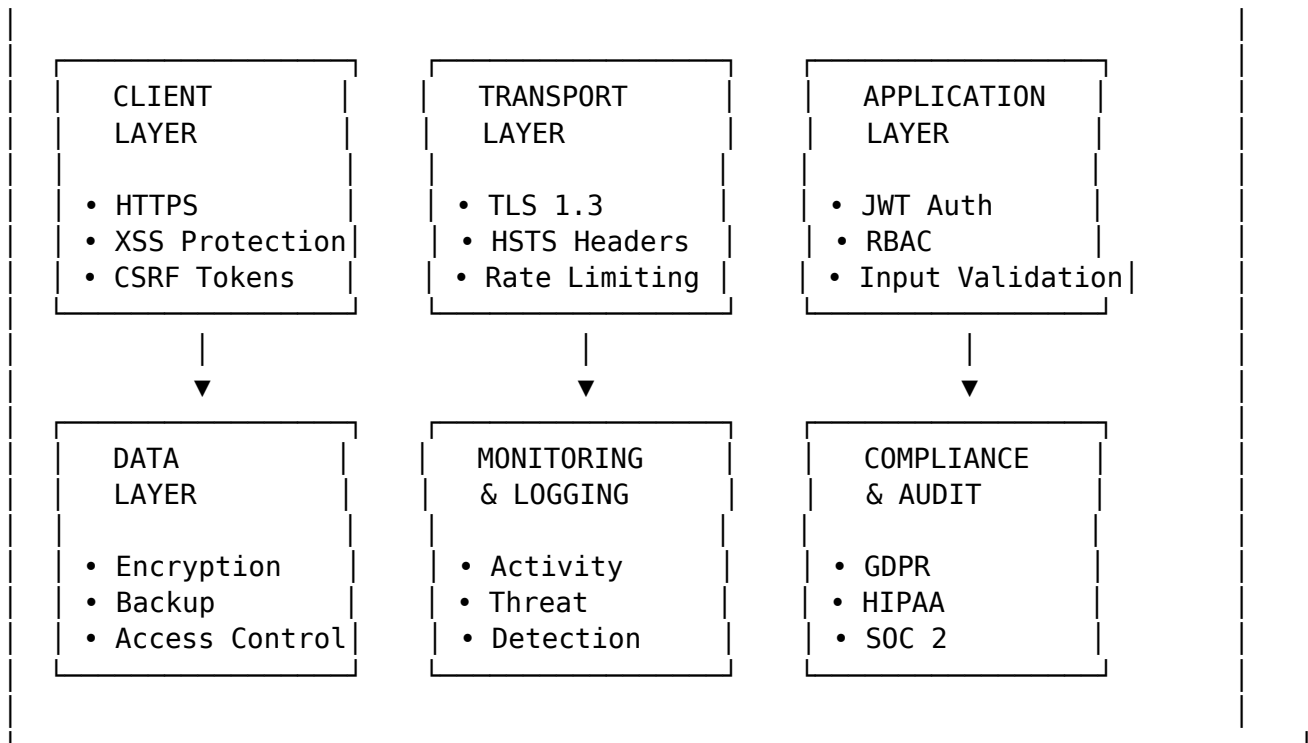 CLIENT TRANSPORT APPLICATION
LAYER LAYER LAYER
• HTTPS • TLS 1.3 • JWT Auth
• XSS Protection • HSTS Headers • RBAC
• CSRF Tokens • Rate Limiting • Input Validation
DATA MONITORING COMPLIANCE
LAYER & LOGGING & AUDIT
• Encryption • Activity • GDPR
• Backup • Threat • HIPAA
• Access Control • Detection • SOC 2